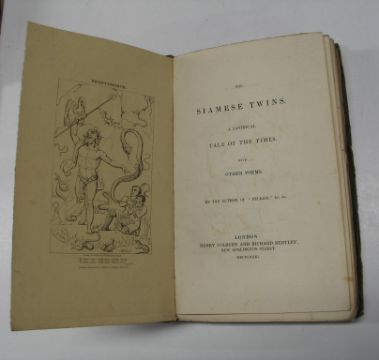 FRONTISPIECE.
THE
SIAMESE TWINS.
A SATIRICAL
TALE OF THE TIMES.
WITH
OTHER POEMS.
BY THE AUTHOR OF "PELHAM," &c. &c.
LONDON:
HENRY COLBURN AND RICHARD BENTLEY,
NEW BURLINGTON STREET.